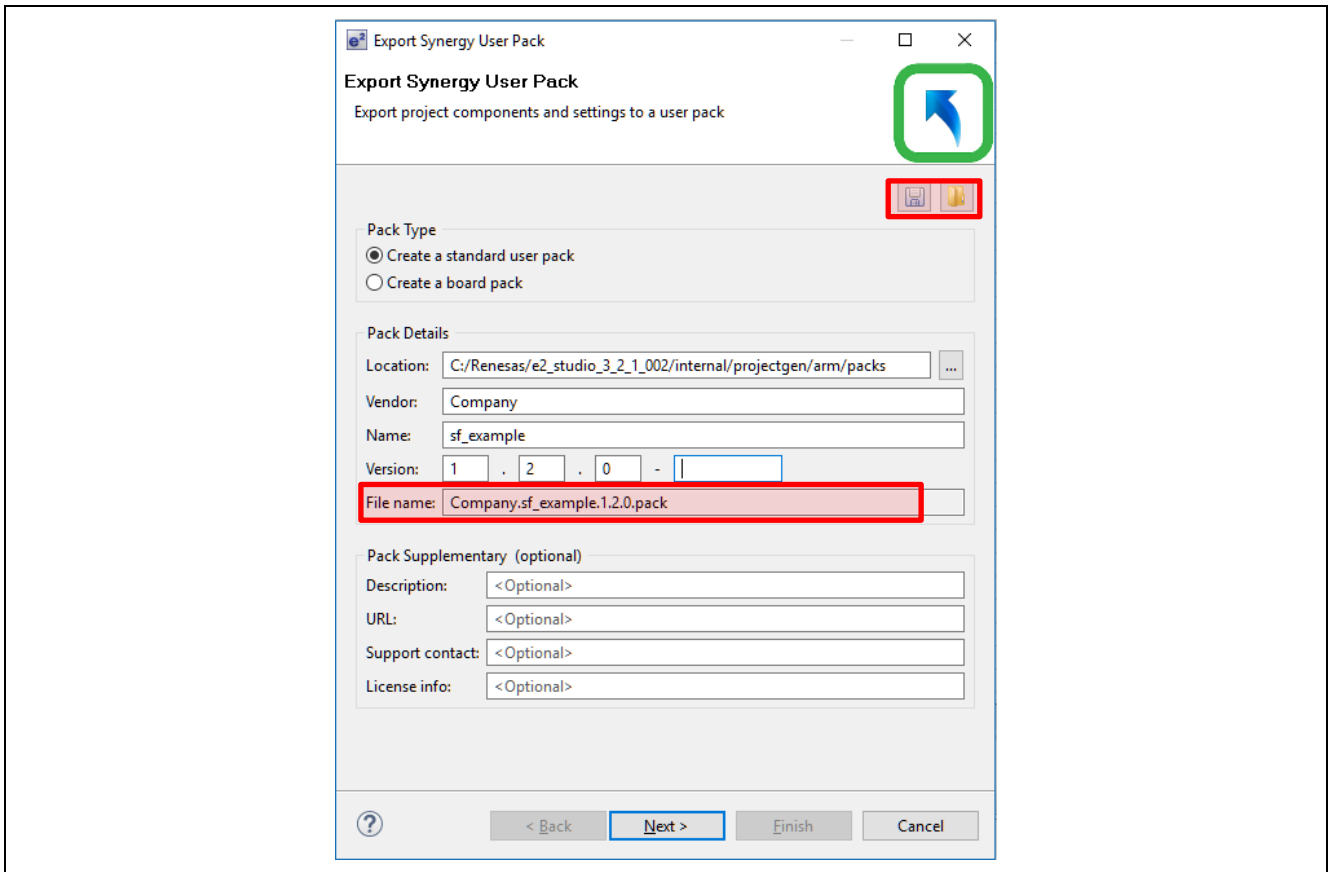 e² Export Synergy User Pack
Export Synergy User Pack
Export project components and settings to a user pack
Pack Type
Create a standard user pack
Create a board pack
Pack Details
Location: C:/Renesas/e2_studio_3_2_1_002/internal/projectgen/arm/packs ...
Vendor: Company
Name: sf_example
Version: 1 . 2 . 0 -
File name: Company.sf_example.1.2.0.pack
Pack Supplementary (optional)
Description: <Optional>
URL: <Optional>
Support contact: <Optional>
License info: <Optional>
? < Back Next > Finish Cancel